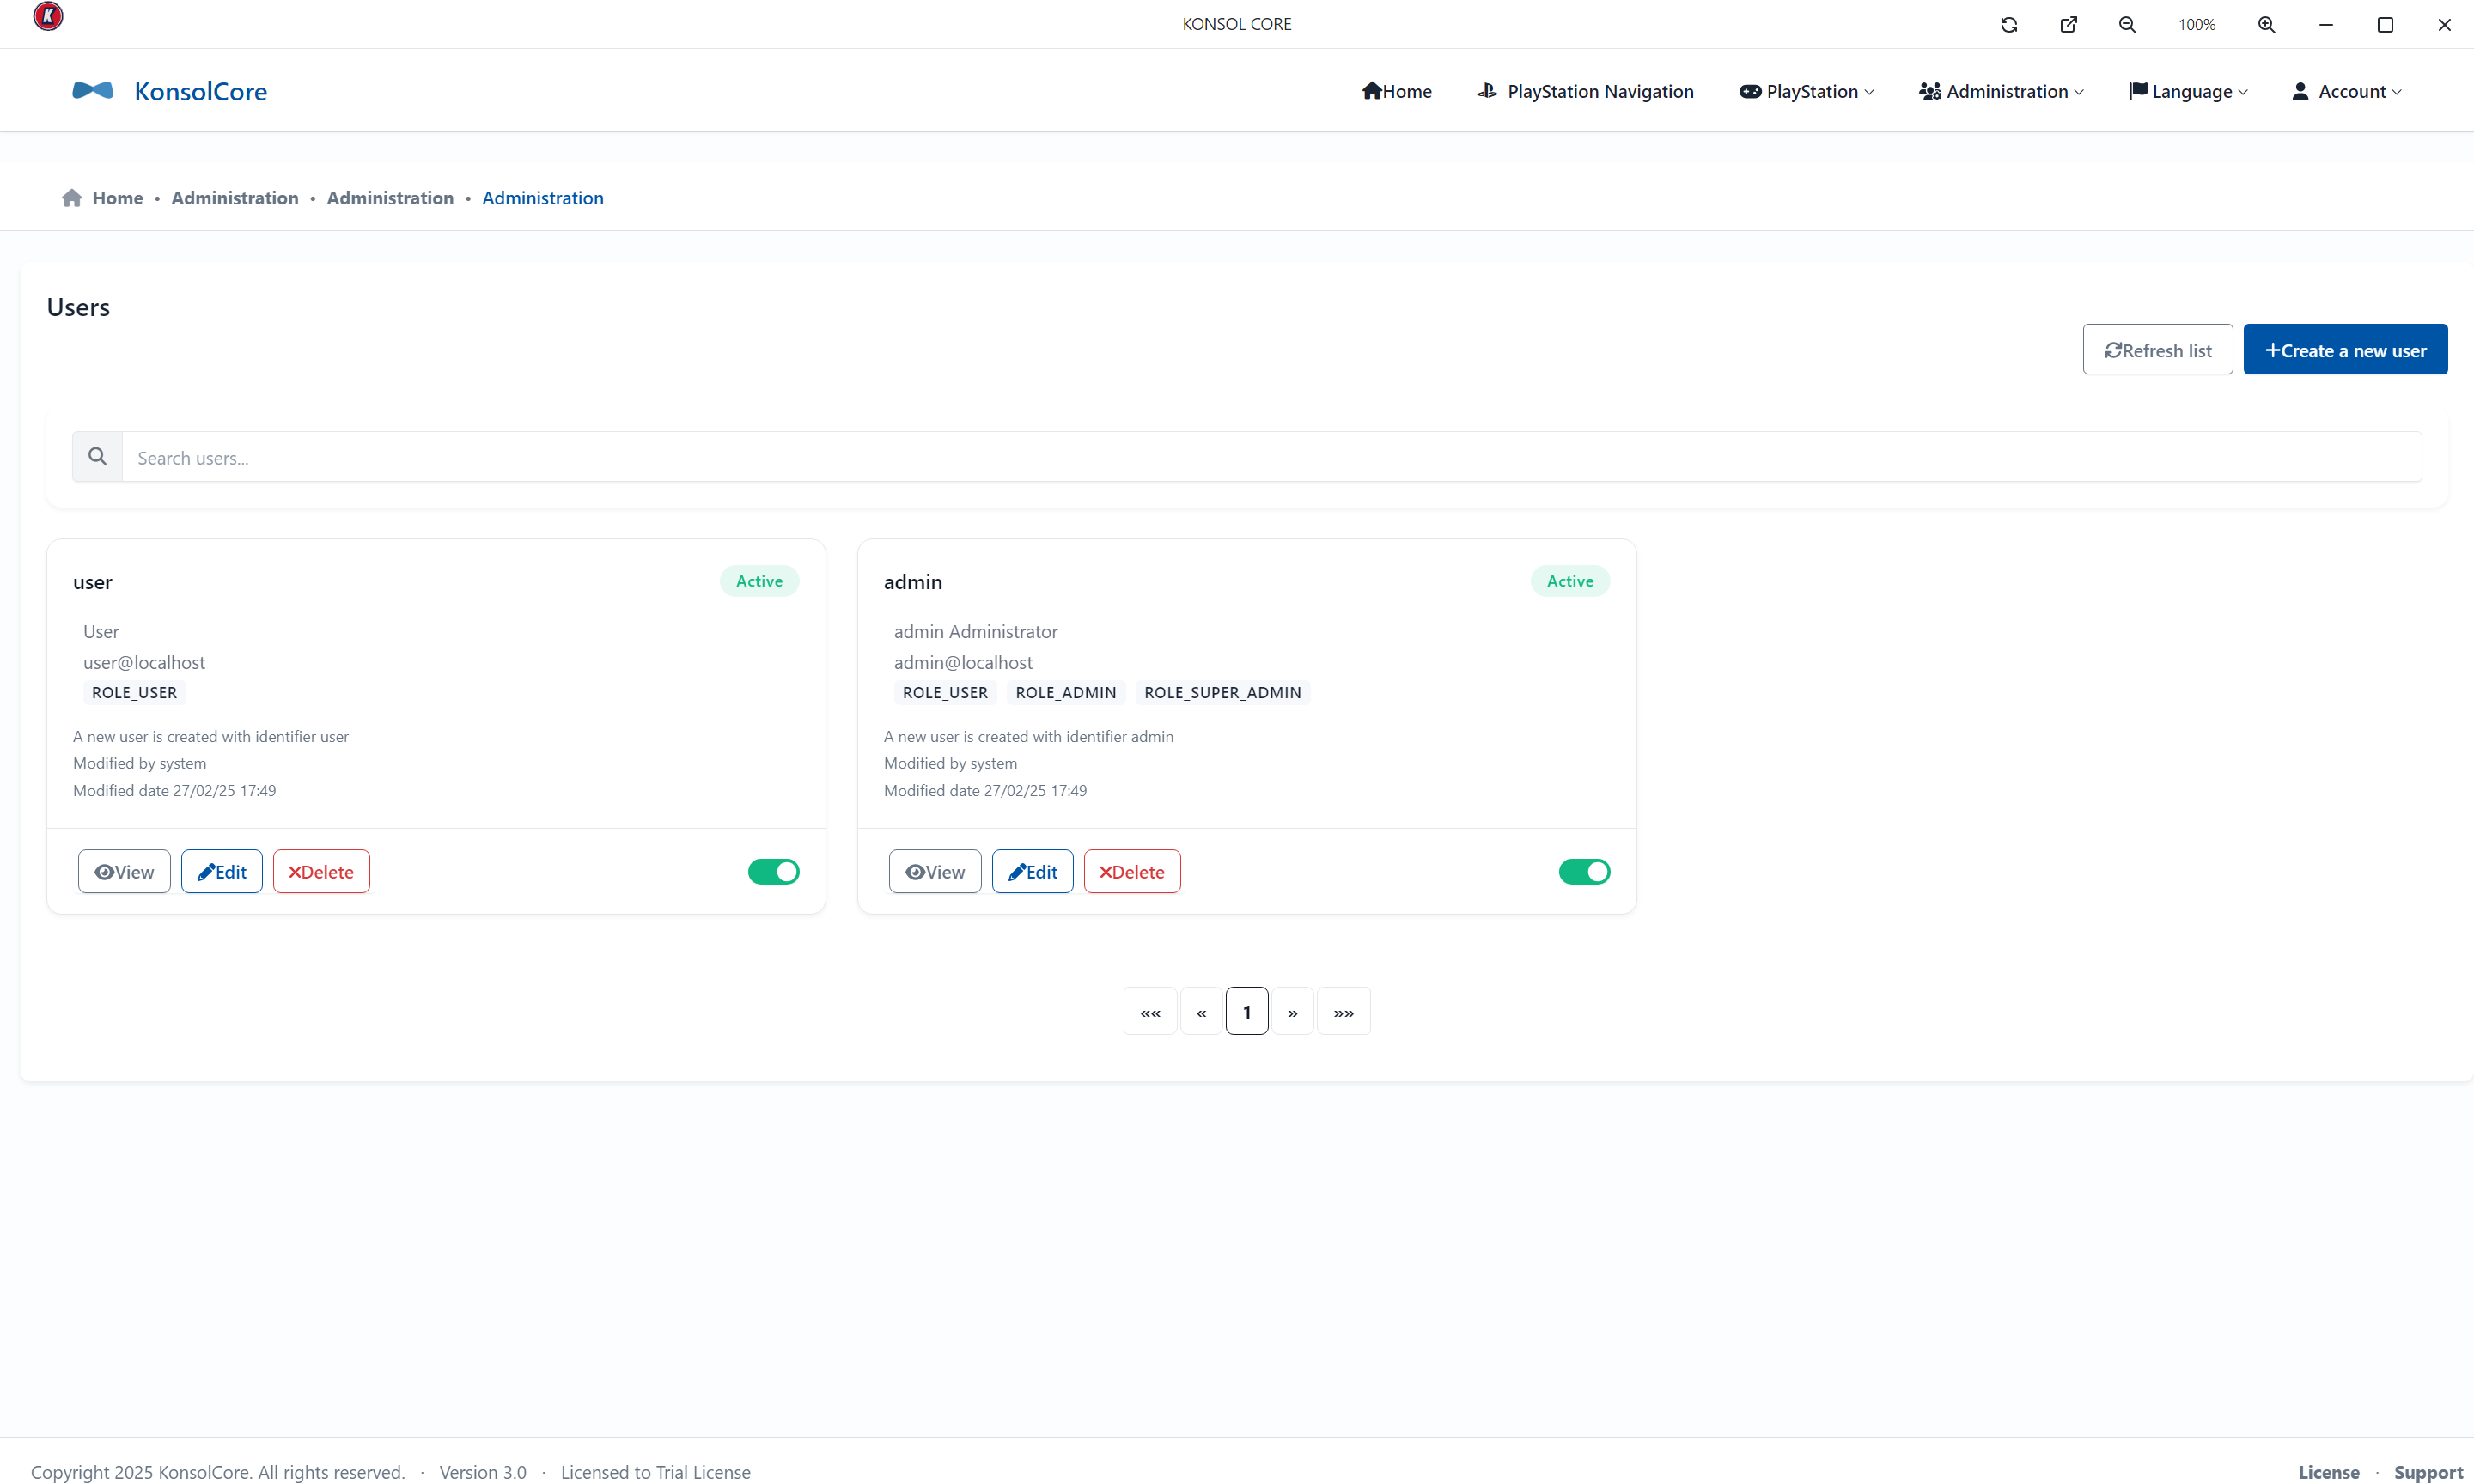 K
KONSOL CORE
100%
KonsolCore
Home
PlayStation Navigation
PlayStation
Administration
Language
Account
Home • Administration • Administration • Administration
Users
Refresh list
Create a new user
Search users...
user
Active
User
user@localhost
ROLE_USER
A new user is created with identifier user
Modified by system
Modified date 27/02/25 17:49
View
Edit
Delete
admin
Active
admin Administrator
admin@localhost
ROLE_USER ROLE_ADMIN ROLE_SUPER_ADMIN
A new user is created with identifier admin
Modified by system
Modified date 27/02/25 17:49
View
Edit
Delete
«« « 1 » »»
Copyright 2025 KonsolCore. All rights reserved. · Version 3.0 · Licensed to Trial License
License · Support